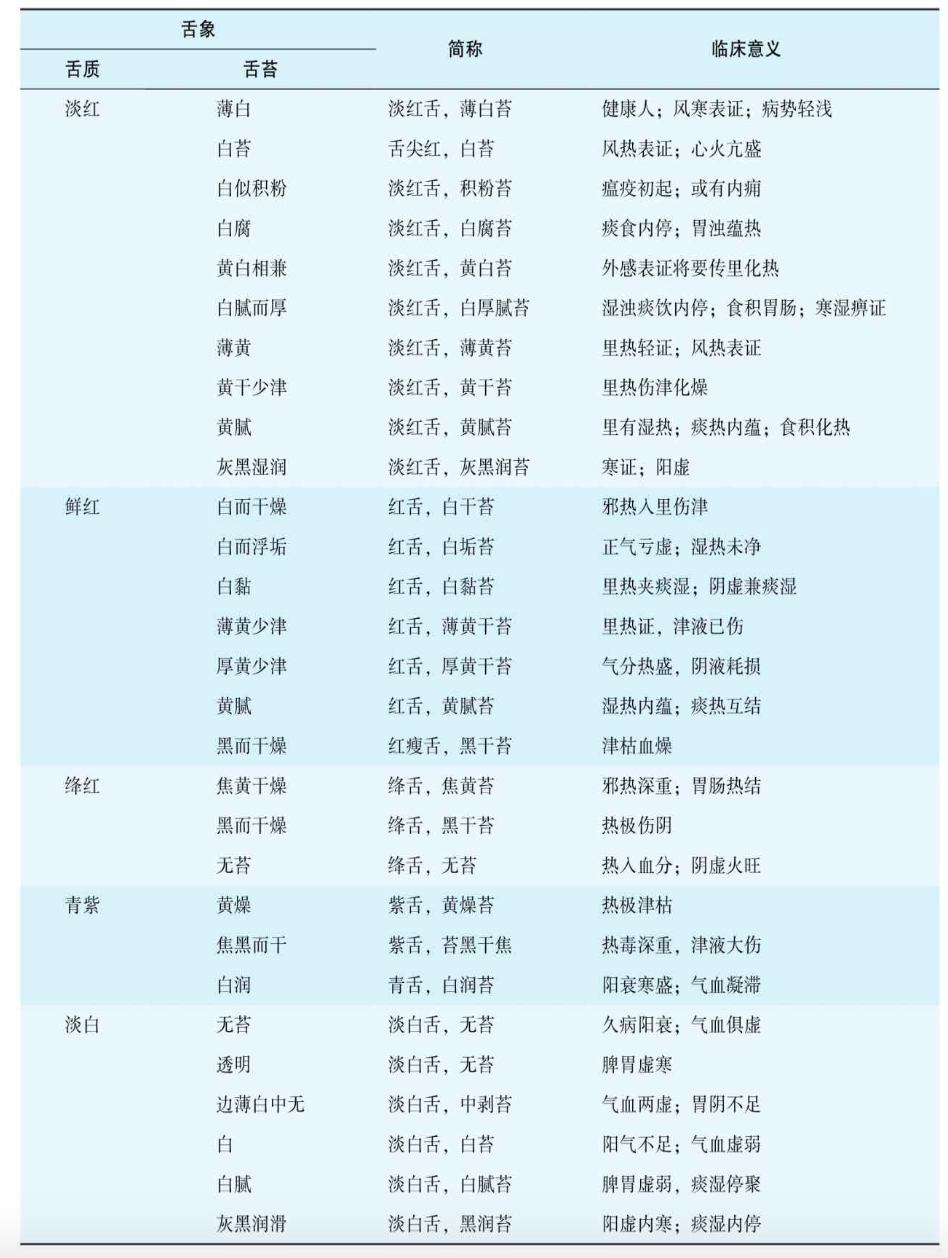 舌象 简称 临床意义
舌质 舌苔
淡红 薄白 淡红舌，薄白苔 健康人；风寒表证；病势轻浅
白苔 舌尖红，白苔 风热表证；心火亢盛
白似积粉 淡红舌，积粉苔 瘟疫初起；或有内痈
白腐 淡红舌，白腐苔 痰食内停；胃浊蕴热
黄白相兼 淡红舌，黄白苔 外感表证将要传里化热
白腻而厚 淡红舌，白厚腻苔 湿浊痰饮内停；食积胃肠；寒湿痹证
薄黄 淡红舌，薄黄苔 里热轻证；风热表证
黄干少津 淡红舌，黄干苔 里热伤津化燥
黄腻 淡红舌，黄腻苔 里有湿热；痰热内蕴；食积化热
灰黑湿润 淡红舌，灰黑润苔 寒证；阳虚
鲜红 白而干燥 红舌，白干苔 邪热入里伤津
白而浮垢 红舌，白垢苔 正气亏虚；湿热未净
白黏 红舌，白黏苔 里热夹痰湿；阴虚兼痰湿
薄黄少津 红舌，薄黄干苔 里热证，津液已伤
厚黄少津 红舌，厚黄干苔 气分热盛，阴液耗损
黄腻 红舌，黄腻苔 湿热内蕴；痰热互结
黑而干燥 红瘦舌，黑干苔 津枯血燥
绛红 焦黄干燥 绛舌，焦黄苔 邪热深重；胃肠热结
黑而干燥 绛舌，黑干苔 热极伤阴
无苔 绛舌，无苔 热入血分；阴虚火旺
青紫 黄燥 紫舌，黄燥苔 热极津枯
焦黑而干 紫舌，苔黑干焦 热毒深重，津液大伤
白润 青舌，白润苔 阳衰寒盛；气血凝滞
淡白 无苔 淡白舌，无苔 久病阳衰；气血俱虚
透明 淡白舌，无苔 脾胃虚寒
边薄白中无 淡白舌，中剥苔 气血两虚；胃阴不足
白 淡白舌，白苔 阳气不足；气血虚弱
白腻 淡白舌，白腻苔 脾胃虚弱，痰湿停聚
灰黑润滑 淡白舌，黑润苔 阳虚内寒；痰湿内停